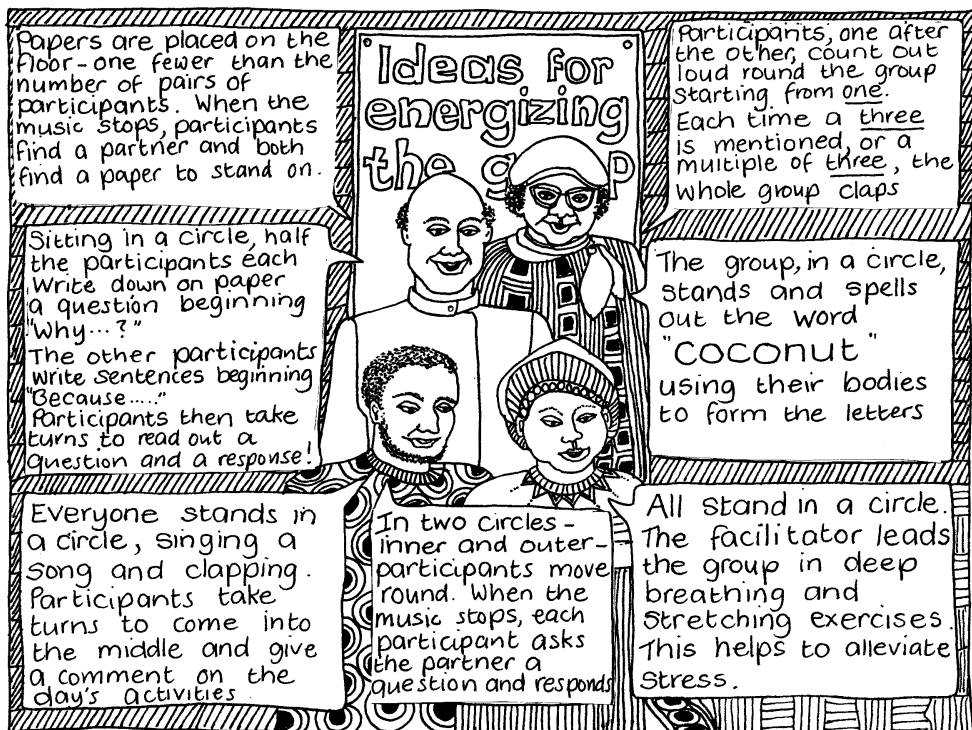 Ideas for
energizing
the g p
Papers are placed on the
floor - one fewer than the
number of pairs of
participants. When the
music stops, participants
find a partner and both
find a paper to stand on.
Participants, one after
the other, count out
loud round the group
starting from one.
Each time a three
is mentioned, or a
multiple of three, the
whole group claps
Sitting in a circle, half
the participants each
write down on paper
a question beginning
"Why...?"
The other participants
write sentences beginning
"Because....."
Participants then take
turns to read out a
question and a response!
The group, in a circle,
stands and spells
out the word
"coconut"
using their bodies
to form the letters
Everyone stands in
a circle, singing a
song and clapping.
Participants take
turns to come into
the middle and give
a comment on the
day's activities.
In two circles -
inner and outer -
participants move
'round. When the
music stops, each
participant asks
the partner a
question and responds
All stand in a circle.
The facilitator leads
the group in deep
breathing and
stretching exercises.
This helps to alleviate
stress.